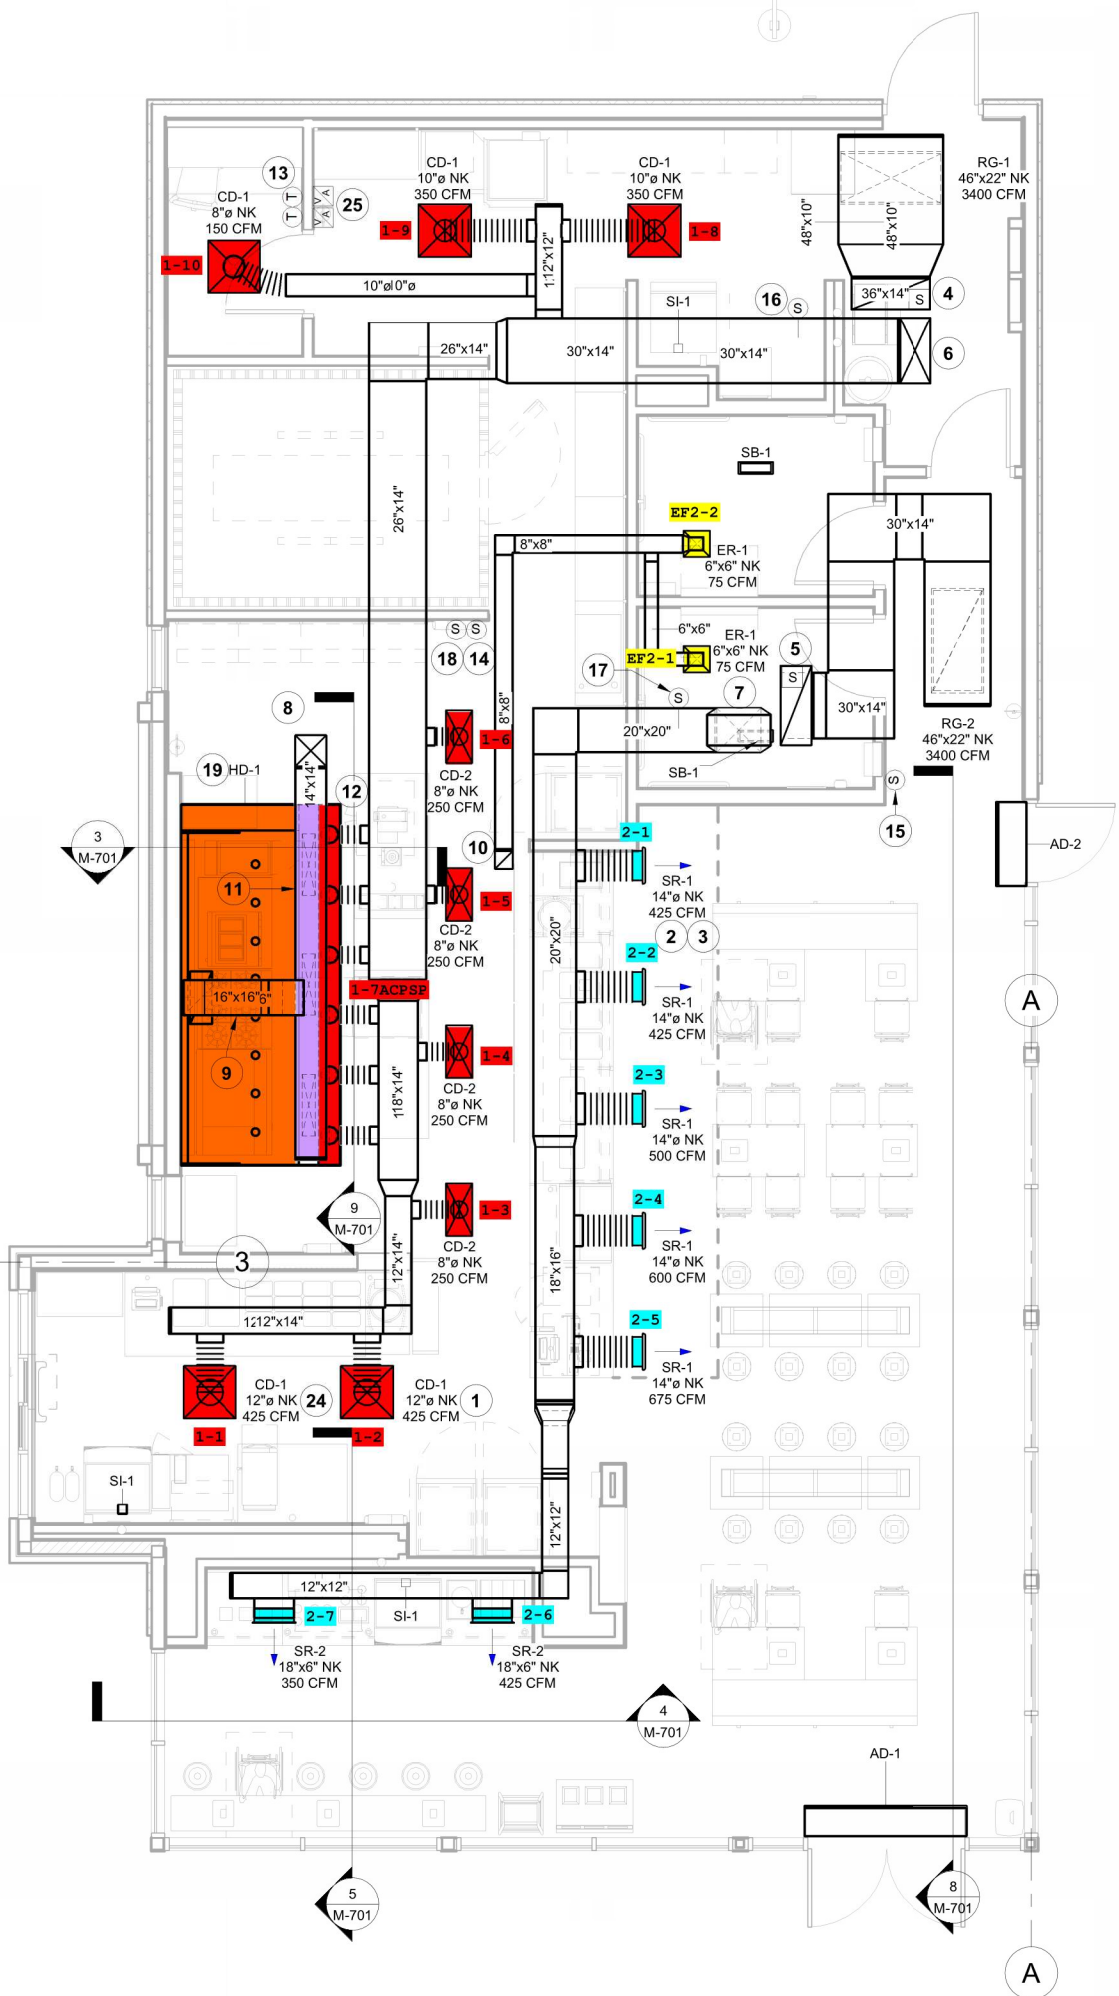 CD-1
10"ø NK
350 CFM
1-9
CD-1
10"ø NK
350 CFM
1-8
RG-1
46"x22" NK
3400 CFM
13
T
T
V A
V A
25
CD-1
8"ø NK
150 CFM
1-10
12"x12"
48"x10"
48"x10"
10"ø
36"x14"
S
4
SI-1
16
S
26"x14"
30"x14"
30"x14"
6
26"x14"
SB-1
EF2-2
8"x8"
ER-1
6"x6" NK
75 CFM
30"x14"
6"x6"
ER-1
6"x6" NK
75 CFM
EF2-1
S
S
18
14
17
S
5
S
7
8"x8"
20"x20"
SB-1
30"x14"
RG-2
46"x22" NK
3400 CFM
8
1-6
CD-2
8"ø NK
250 CFM
19
HD-1
14"x14"
12
S
15
3
M-701
10
2-1
SR-1
14"ø NK
425 CFM
AD-2
11
1-5
CD-2
8"ø NK
250 CFM
20"x20"
2
3
2-2
SR-1
14"ø NK
425 CFM
16"x16"
1-7ACPSP
A
9
1-4
CD-2
8"ø NK
250 CFM
18"x14"
2-3
SR-1
14"ø NK
500 CFM
9
M-701
1-3
CD-2
8"ø NK
250 CFM
12"x14"
18"x16"
2-4
SR-1
14"ø NK
600 CFM
3
12"x14"
2-5
SR-1
14"ø NK
675 CFM
CD-1
12"ø NK
425 CFM
1-1
24
CD-1
12"ø NK
425 CFM
1-2
1
SI-1
12"x12"
12"x12"
SI-1
2-7
2-6
SR-2
18"x6" NK
350 CFM
SR-2
18"x6" NK
425 CFM
4
M-701
AD-1
5
M-701
8
M-701
A